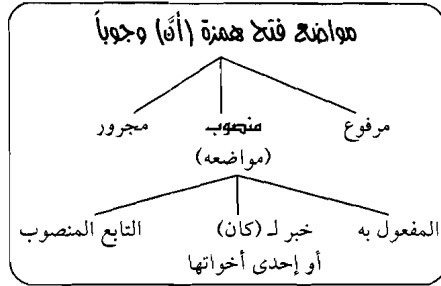 مواضع فتح همزة (أنَّ) وجوباً
مرفوع منصوب مجرور
(مواضعه)
المفعول به خبر لـ (كان) التابع المنصوب
أو إحدى أخواتها